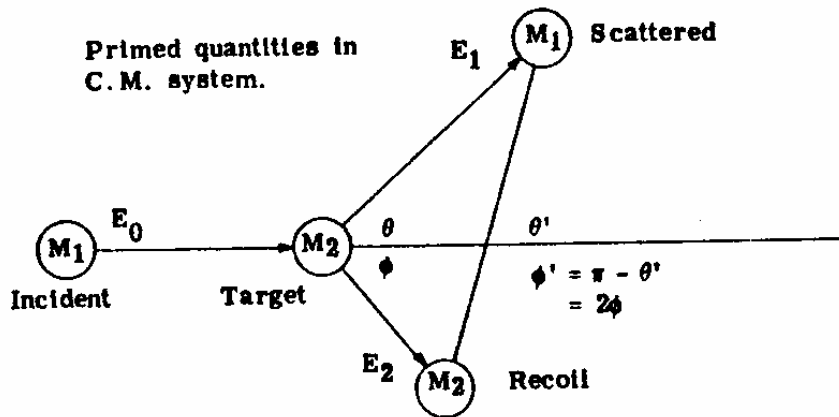 Primed quantities in
C.M. system.
M₁ Scattered
E₁
E₀
M₁
M₂
θ
θ'
ϕ
ϕ' = π - θ'
= 2ϕ
Incident
Target
E₂
M₂
Recoil